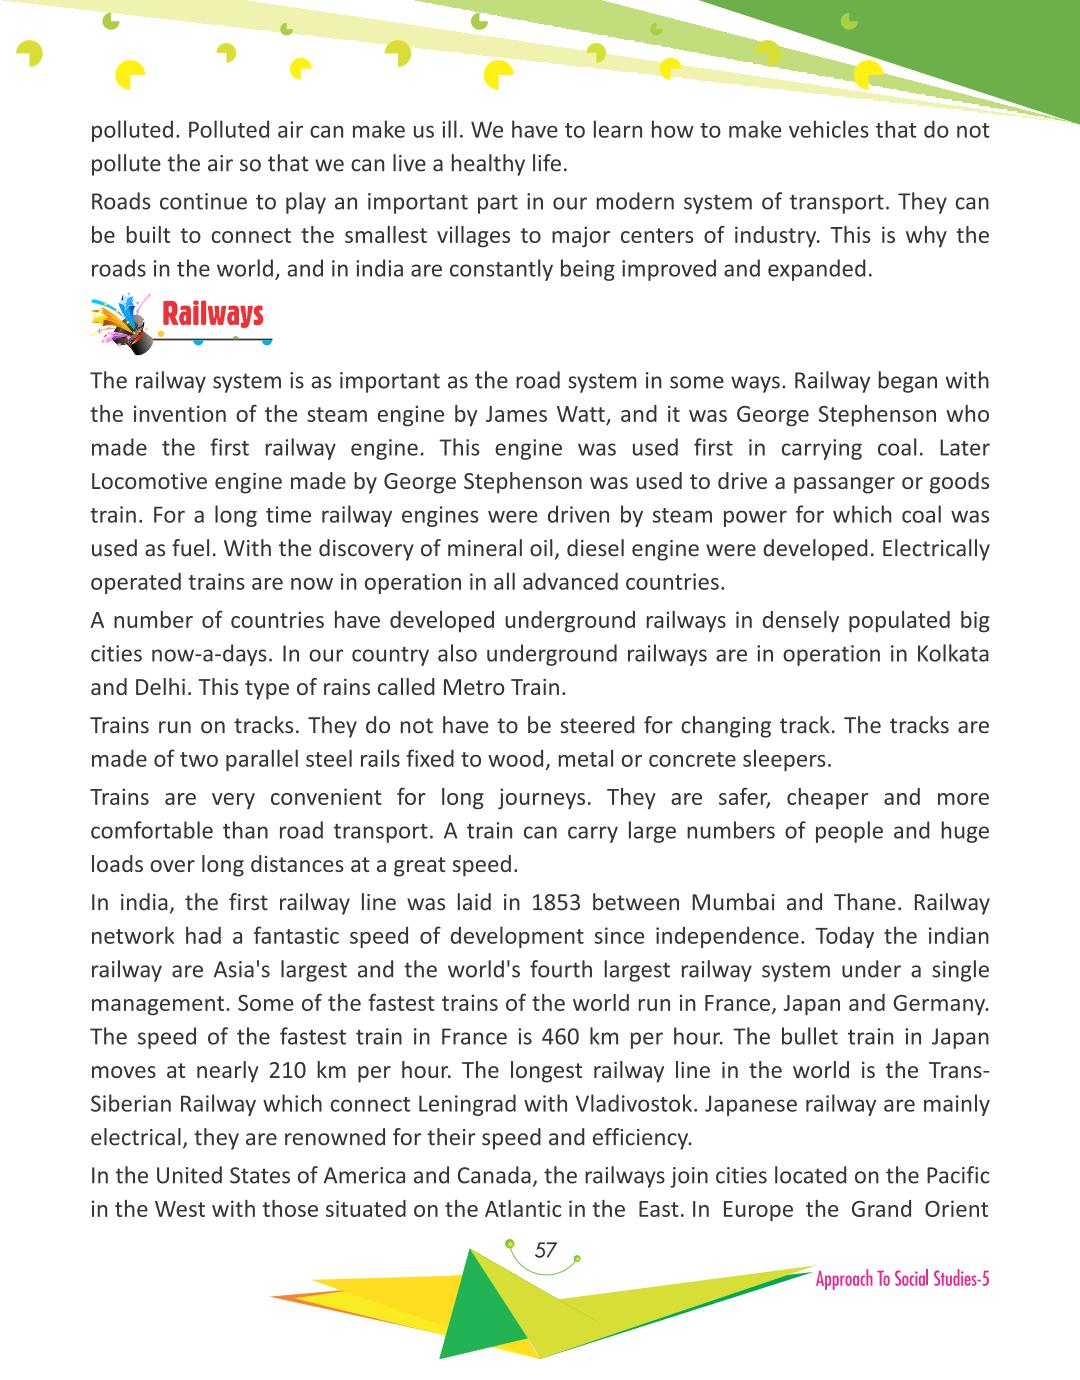 polluted. Polluted air can make us ill. We have to learn how to make vehicles that do not
pollute the air so that we can live a healthy life.
Roads continue to play an important part in our modern system of transport. They can
be built to connect the smallest villages to major centers of industry. This is why the
roads in the world, and in india are constantly being improved and expanded.
Railways
The railway system is as important as the road system in some ways. Railway began with
the invention of the steam engine by James Watt, and it was George Stephenson who
made the first railway engine. This engine was used first in carrying coal. Later
Locomotive engine made by George Stephenson was used to drive a passanger or goods
train. For a long time railway engines were driven by steam power for which coal was
used as fuel. With the discovery of mineral oil, diesel engine were developed. Electrically
operated trains are now in operation in all advanced countries.
A number of countries have developed underground railways in densely populated big
cities now-a-days. In our country also underground railways are in operation in Kolkata
and Delhi. This type of rains called Metro Train.
Trains run on tracks. They do not have to be steered for changing track. The tracks are
made of two parallel steel rails fixed to wood, metal or concrete sleepers.
Trains are very convenient for long journeys. They are safer, cheaper and more
comfortable than road transport. A train can carry large numbers of people and huge
loads over long distances at a great speed.
In india, the first railway line was laid in 1853 between Mumbai and Thane. Railway
network had a fantastic speed of development since independence. Today the indian
railway are Asia's largest and the world's fourth largest railway system under a single
management. Some of the fastest trains of the world run in France, Japan and Germany.
The speed of the fastest train in France is 460 km per hour. The bullet train in Japan
moves at nearly 210 km per hour. The longest railway line in the world is the Trans-
Siberian Railway which connect Leningrad with Vladivostok. Japanese railway are mainly
electrical, they are renowned for their speed and efficiency.
In the United States of America and Canada, the railways join cities located on the Pacific
in the West with those situated on the Atlantic in the East. In Europe the Grand Orient
57
Approach To Social Studies-5